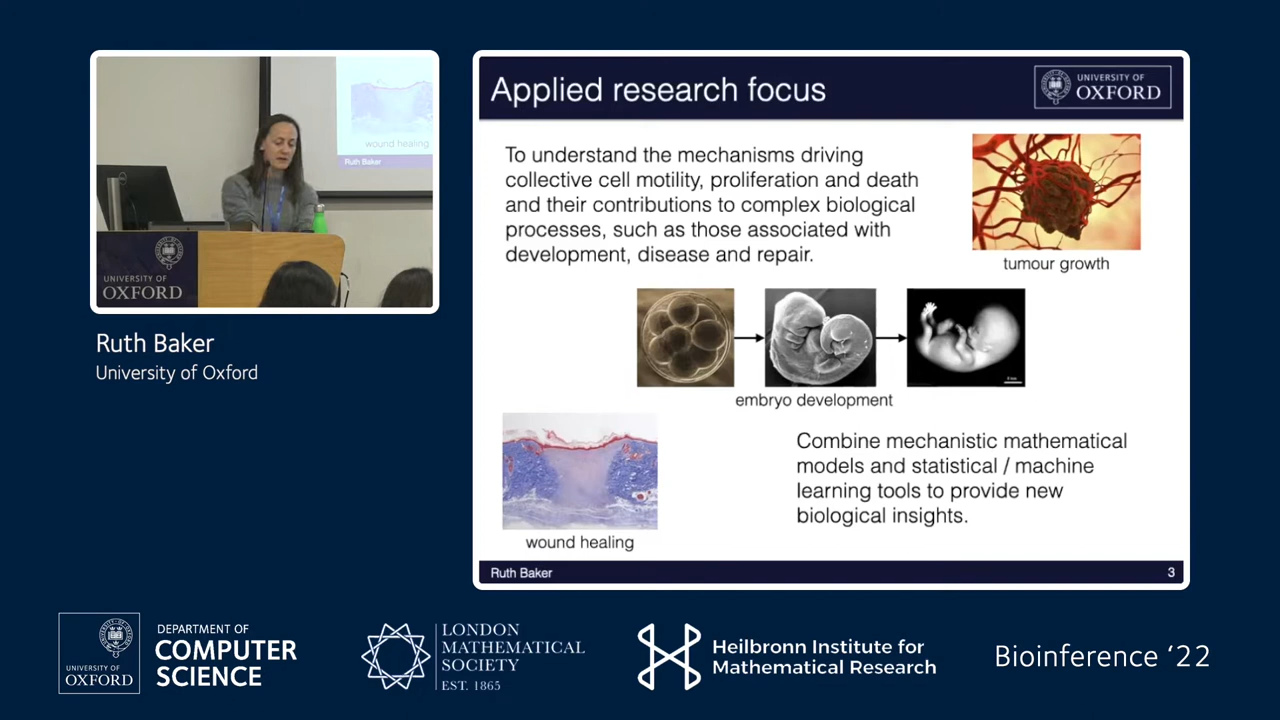 wound healing
Ruth Baker
UNIVERSITY OF
OXFORD
Ruth Baker
University of Oxford
Applied research focus
UNIVERSITY OF
OXFORD
To understand the mechanisms driving
collective cell motility, proliferation and death
and their contributions to complex biological
processes, such as those associated with
development, disease and repair.
tumour growth
embryo development
wound healing
Combine mechanistic mathematical
models and statistical / machine
learning tools to provide new
biological insights.
Ruth Baker
3
UNIVERSITY OF
OXFORD
DEPARTMENT OF
COMPUTER
SCIENCE
LONDON
MATHEMATICAL
SOCIETY
EST. 1865
Heilbronn Institute for
Mathematical Research
Bioinference ‘22